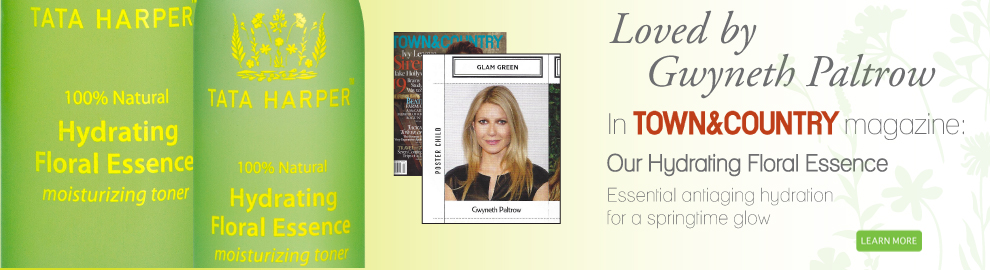 TATA HARPER
100% Natural
Hydrating
Floral Essence
moisturizing toner
TATA HARPER™
100% Natural
Hydrating
Floral Essence
moisturizing toner
TOWN&COUNTRY
GLAM GREEN
POSTER CHILD
Gwyneth Paltrow
Loved by
Gwyneth Paltrow
In TOWN&COUNTRY magazine:
Our Hydrating Floral Essence
Essential antiaging hydration
for a springtime glow
LEARN MORE